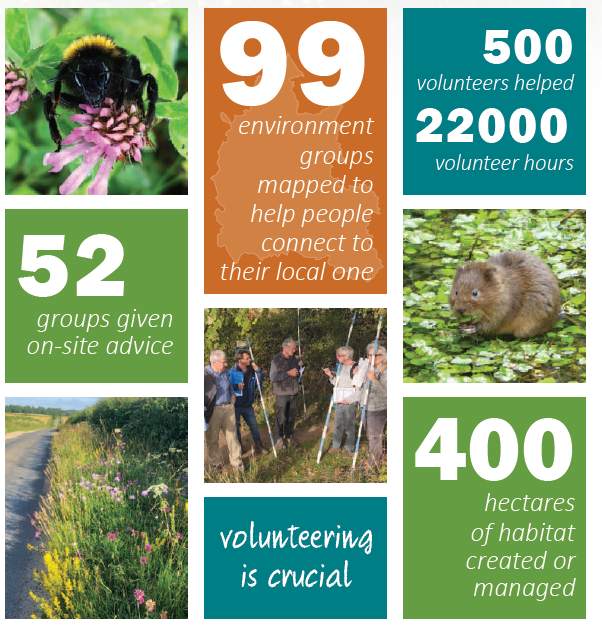 99
environment
groups
mapped to
help people
connect to
their local one
500
volunteers helped
22000
volunteer hours
52
groups given
on-site advice
volunteering
is crucial
400
hectares
of habitat
created or
managed